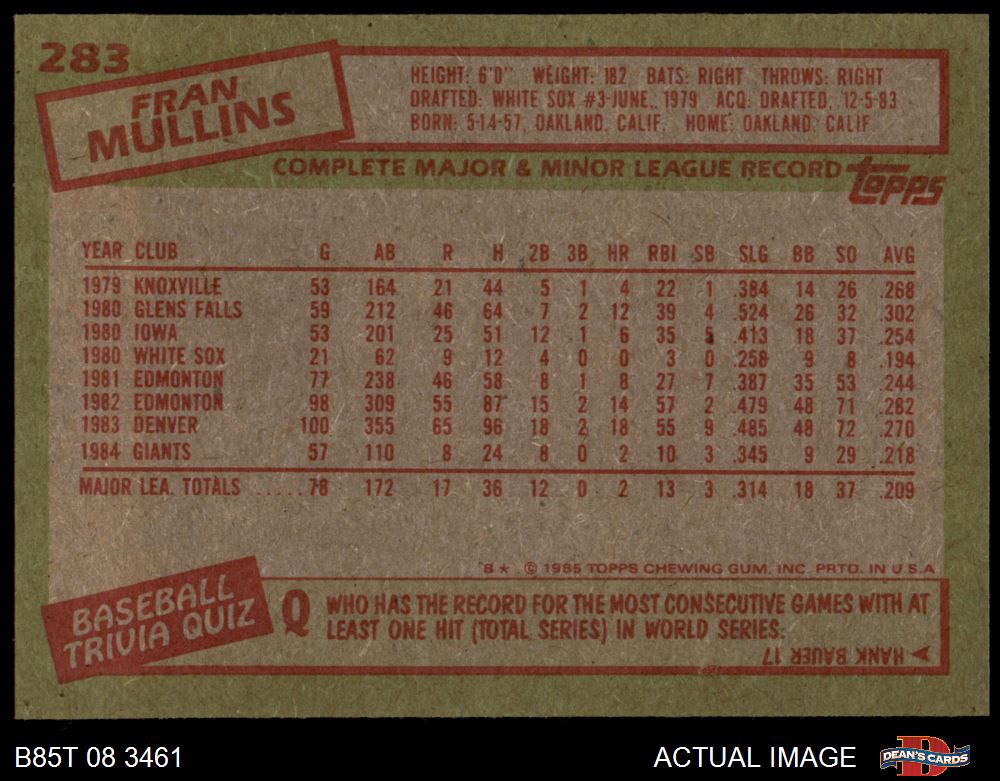 283
FRAN
MULLINS
HEIGHT: 6'0" WEIGHT: 182 BATS: RIGHT THROWS: RIGHT
DRAFTED: WHITE SOX #3-JUNE, 1979 ACQ: DRAFTED, 12-5-83
BORN: 5-14-57, OAKLAND, CALIF. HOME: OAKLAND, CALIF.
COMPLETE MAJOR & MINOR LEAGUE RECORD topps
YEAR CLUB G AB R H 2B 3B HR RBI SB SLG BB SO AVG
1979 KNOXVILLE 53 164 21 44 5 1 4 22 1 .384 14 26 .268
1980 GLENS FALLS 59 212 46 64 7 2 12 39 4 .524 26 32 .302
1980 IOWA 53 201 25 51 12 1 6 35 5 .413 18 37 .254
1980 WHITE SOX 21 62 9 12 4 0 0 3 0 .258 9 8 .194
1981 EDMONTON 77 238 46 58 8 1 8 27 7 .387 35 53 .244
1982 EDMONTON 98 309 55 87 15 2 14 57 2 .479 48 71 .282
1983 DENVER 100 355 65 96 18 2 18 55 9 .485 48 72 .270
1984 GIANTS 57 110 8 24 8 0 2 10 3 .345 9 29 .218
MAJOR LEA. TOTALS .....78 172 17 36 12 0 2 13 3 .314 18 37 .209
*B* © 1985 TOPPS CHEWING GUM, INC. PRTD. IN U.S.A
BASEBALL
TRIVIA QUIZ
Q WHO HAS THE RECORD FOR THE MOST CONSECUTIVE GAMES WITH AT
LEAST ONE HIT (TOTAL SERIES) IN WORLD SERIES.
HANK BAUER 17
B85T 08 3461 ACTUAL IMAGE DEAN'S CARDS